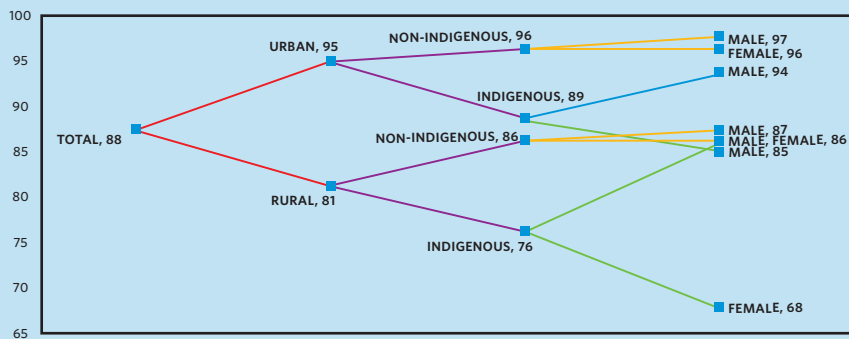 100
95
90
85
80
75
70
65
TOTAL, 88
URBAN, 95
RURAL, 81
NON-INDIGENOUS, 96
INDIGENOUS, 89
NON-INDIGENOUS, 86
INDIGENOUS, 76
MALE, 97
FEMALE, 96
MALE, 94
MALE, 87
MALE, FEMALE, 86
MALE, 85
FEMALE, 68